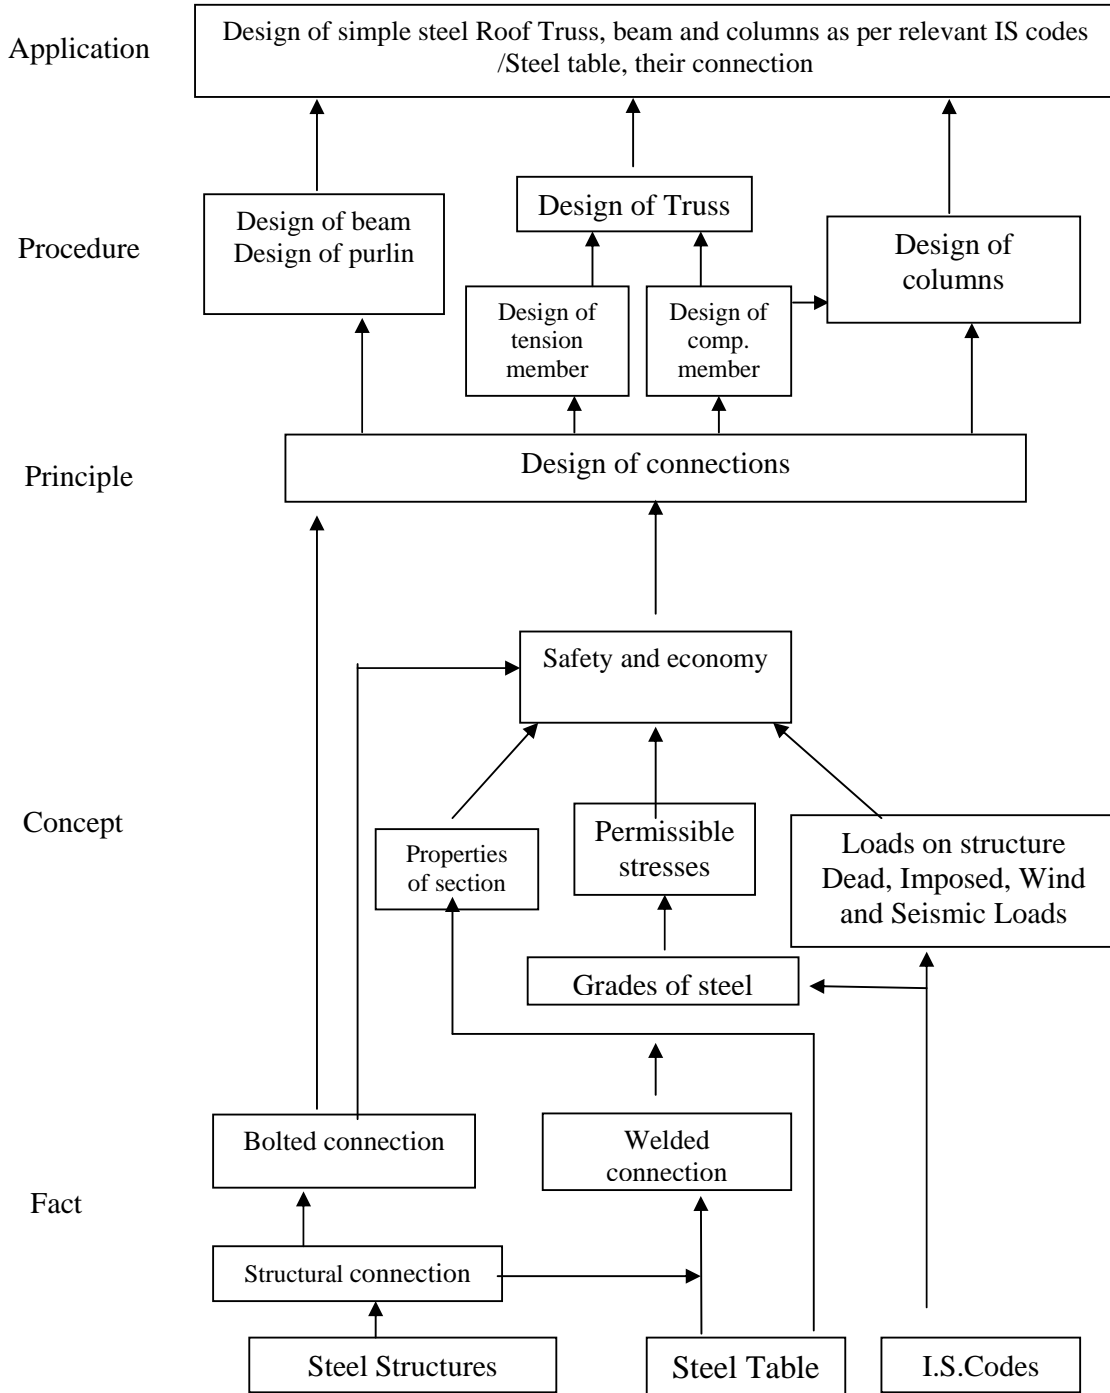 Application
Design of simple steel Roof Truss, beam and columns as per relevant IS codes
/Steel table, their connection
Procedure
Design of beam
Design of purlin
Design of Truss
Design of
columns
Design of
tension
member
Design of
comp.
member
Principle
Design of connections
Safety and economy
Concept
Properties
of section
Permissible
stresses
Loads on structure
Dead, Imposed, Wind
and Seismic Loads
Grades of steel
Fact
Bolted connection
Welded
connection
Structural connection
Steel Structures
Steel Table
I.S.Codes